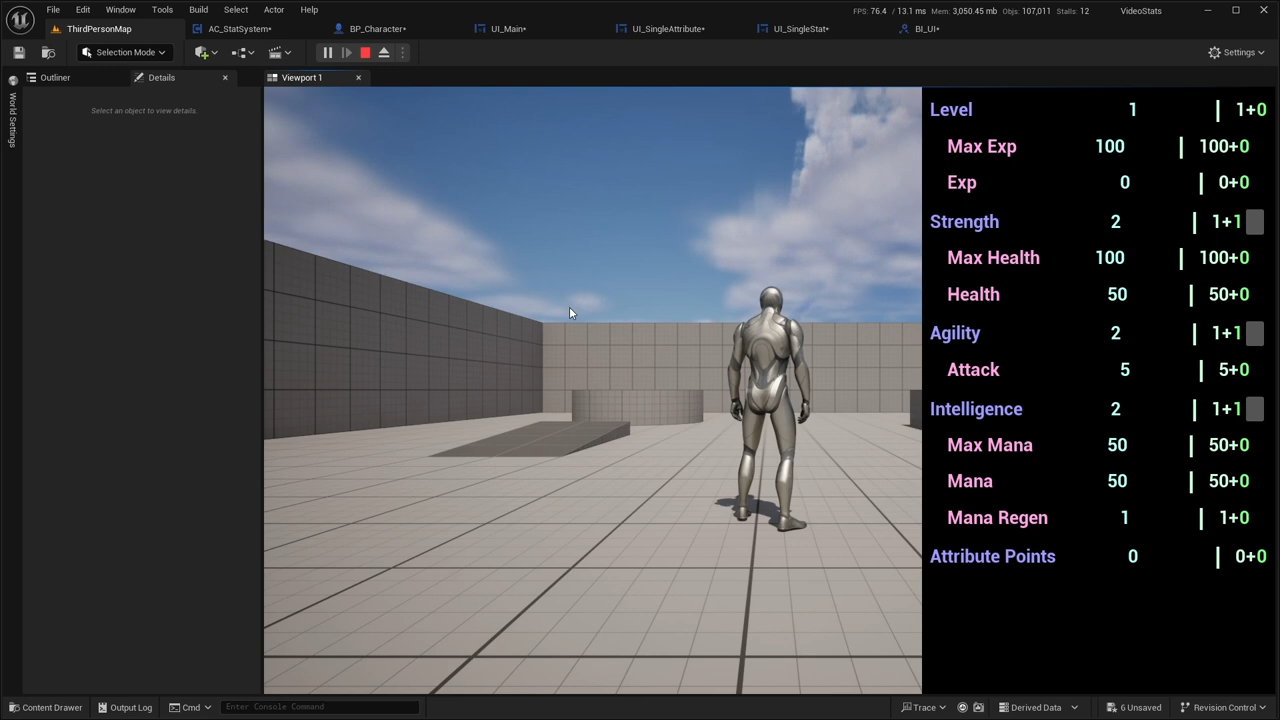 File Edit Window Tools Build Select Actor Help
FPS: 76.4 / 13.1 ms Mem: 3,050.45 mb Objs: 107,011 Stalls: 12 VideoStats
ThirdPersonMap AC_StatSystem* BP_Character* UI_Main* UI_SingleAttribute* UI_SingleStat* BI_UI*
Selection Mode Settings
Outliner Details Viewport 1
World Settings
Select an object to view details.
Level 1 | 1+0
Max Exp 100 | 100+0
Exp 0 | 0+0
Strength 2 | 1+1
Max Health 100 | 100+0
Health 50 | 50+0
Agility 2 | 1+1
Attack 5 | 5+0
Intelligence 2 | 1+1
Max Mana 50 | 50+0
Mana 50 | 50+0
Mana Regen 1 | 1+0
Attribute Points 0 | 0+0
Content Drawer Output Log Cmd Enter Console Command Trace Derived Data 6 Unsaved Revision Control